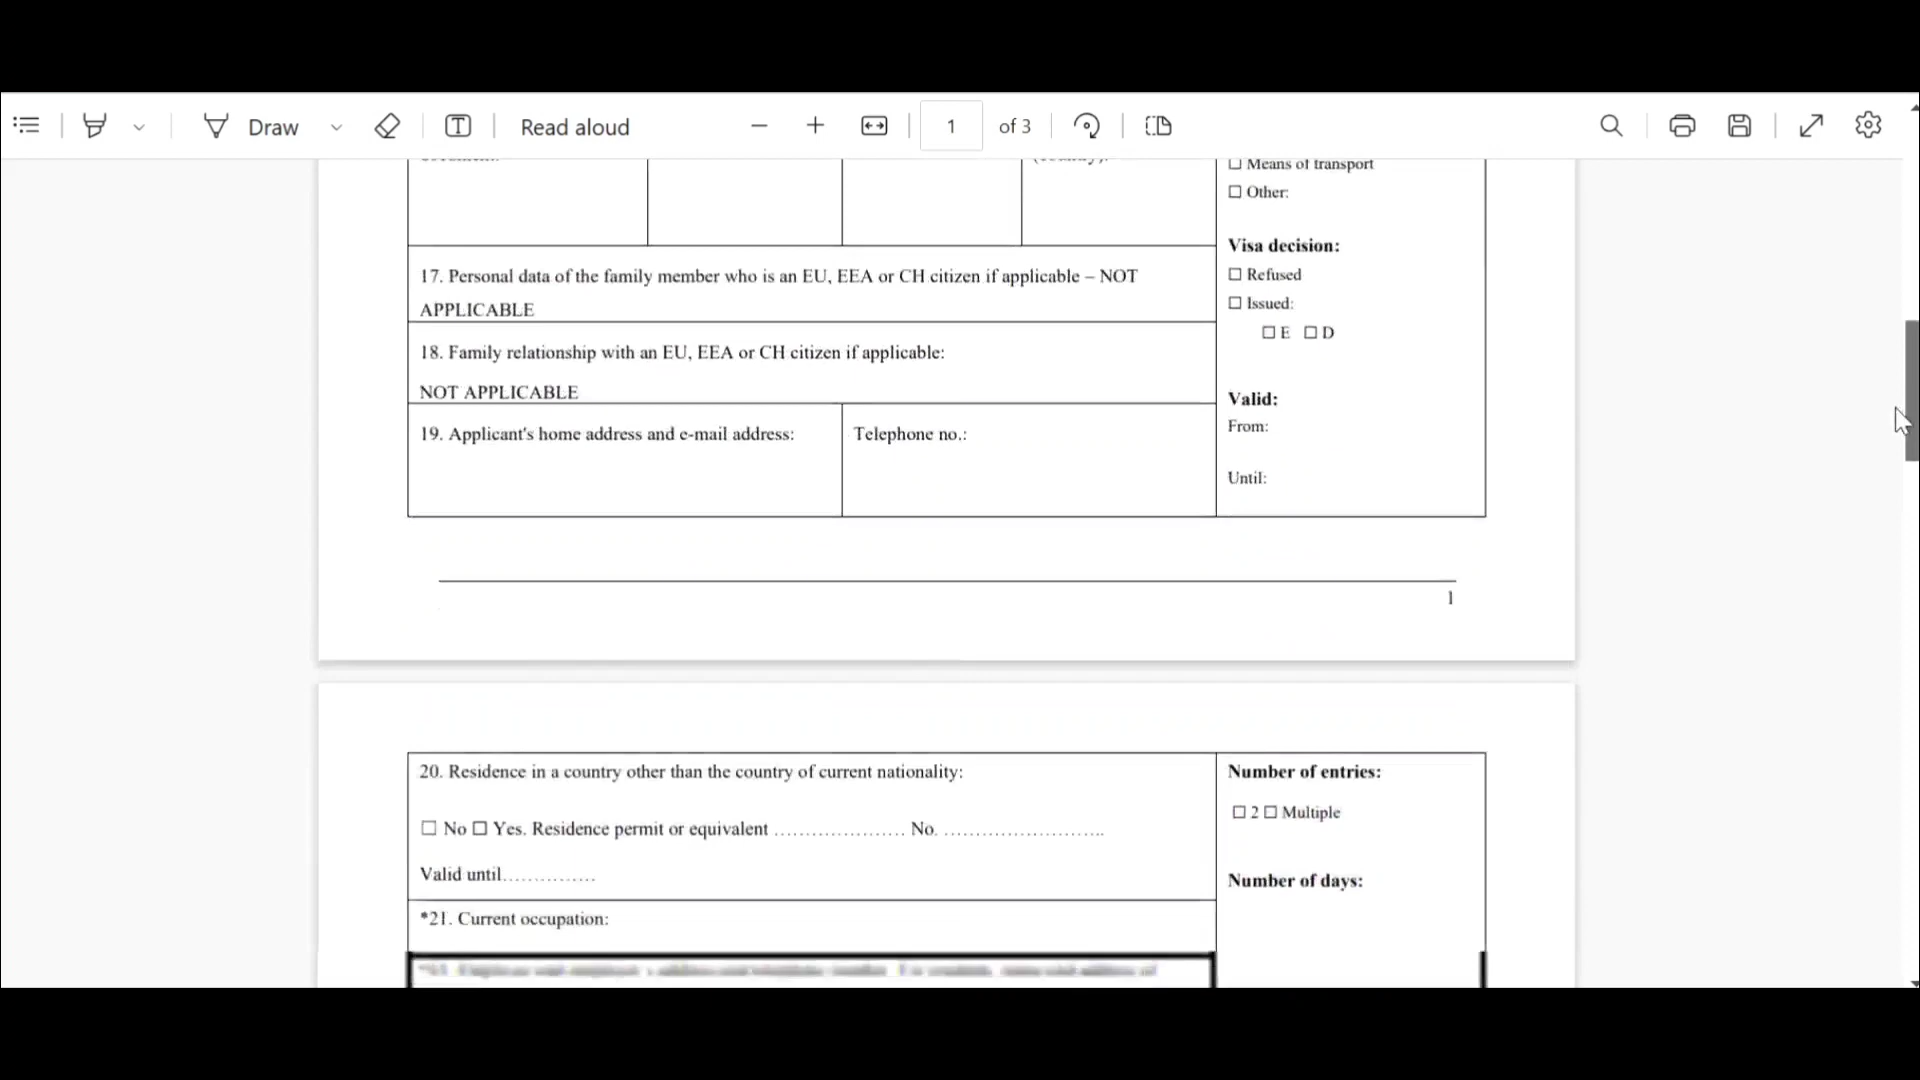 Draw
Read aloud
1
of 3
Means of transport
Other:
Visa decision:
17. Personal data of the family member who is an EU, EEA or CH citizen if applicable – NOT
APPLICABLE
Refused
Issued:
E D
18. Family relationship with an EU, EEA or CH citizen if applicable:
NOT APPLICABLE
Valid:
From:
19. Applicant's home address and e-mail address:
Telephone no.:
Until:
1
20. Residence in a country other than the country of current nationality:
No Yes. Residence permit or equivalent ………………… No. ……………………..
Valid until……………
Number of entries:
2 Multiple
Number of days:
*21. Current occupation: